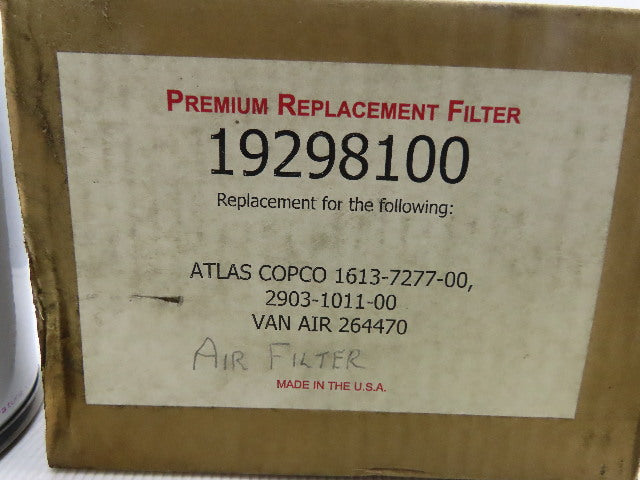 PREMIUM REPLACEMENT FILTER
19298100
Replacement for the following:
ATLAS COPCO 1613-7277-00,
2903-1011-00
VAN AIR 264470
AIR FILTER
MADE IN THE U.S.A.